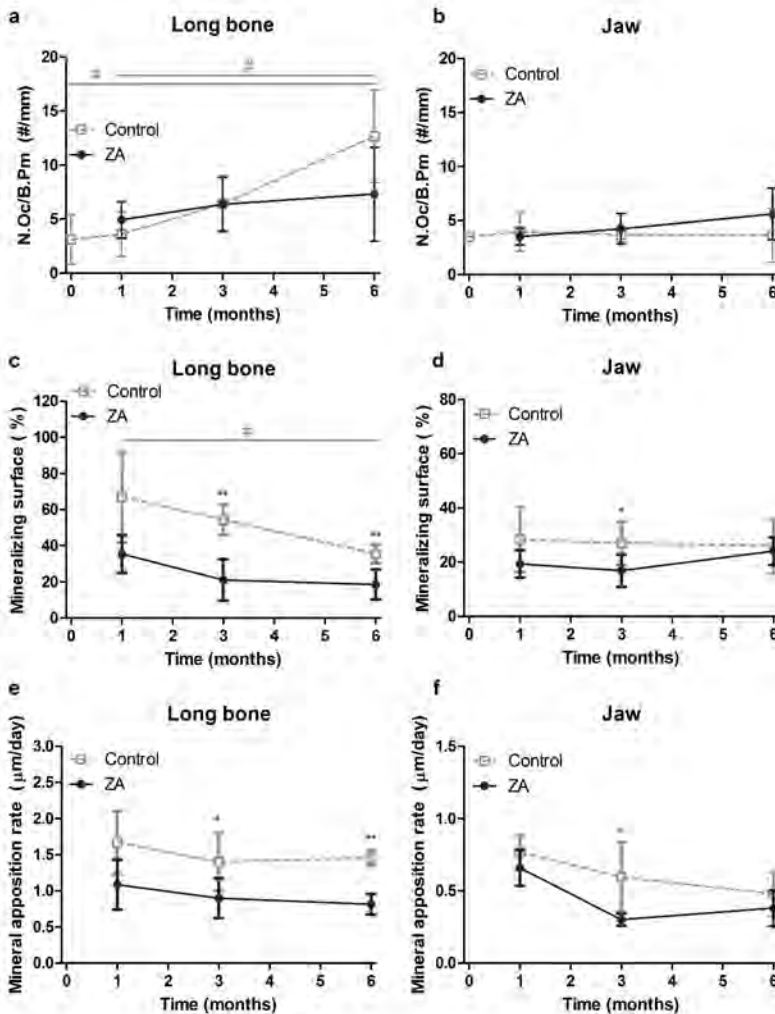 a
Long bone
N.Oc/B.Pm (#/mm)
20
15
10
5
0
Control
ZA
#
#
0 1 2 3 4 5 6
Time (months)
b
Jaw
N.Oc/B.Pm (#/mm)
20
15
10
5
0
Control
ZA
0 1 2 3 4 5 6
Time (months)
c
Long bone
Mineralizing surface ( %)
120
100
80
60
40
20
0
Control
ZA
#
**
**
0 1 2 3 4 5 6
Time (months)
d
Jaw
Mineralizing surface ( %)
80
60
40
20
0
Control
ZA
*
0 1 2 3 4 5 6
Time (months)
e
Long bone
Mineral apposition rate (μm/day)
3.0
2.5
2.0
1.5
1.0
0.5
0.0
Control
ZA
*
**
0 1 2 3 4 5 6
Time (months)
f
Jaw
Mineral apposition rate (μm/day)
1.5
1.0
0.5
0.0
Control
ZA
*
0 1 2 3 4 5 6
Time (months)